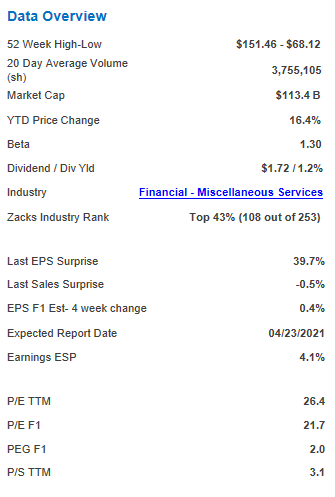 Data Overview
52 Week High-Low $151.46 - $68.12
20 Day Average Volume
(sh) 3,755,105
Market Cap $113.4 B
YTD Price Change 16.4%
Beta 1.30
Dividend / Div Yld $1.72 / 1.2%
Industry Financial - Miscellaneous Services
Zacks Industry Rank Top 43% (108 out of 253)
Last EPS Surprise 39.7%
Last Sales Surprise -0.5%
EPS F1 Est- 4 week change 0.4%
Expected Report Date 04/23/2021
Earnings ESP 4.1%
P/E TTM 26.4
P/E F1 21.7
PEG F1 2.0
P/S TTM 3.1